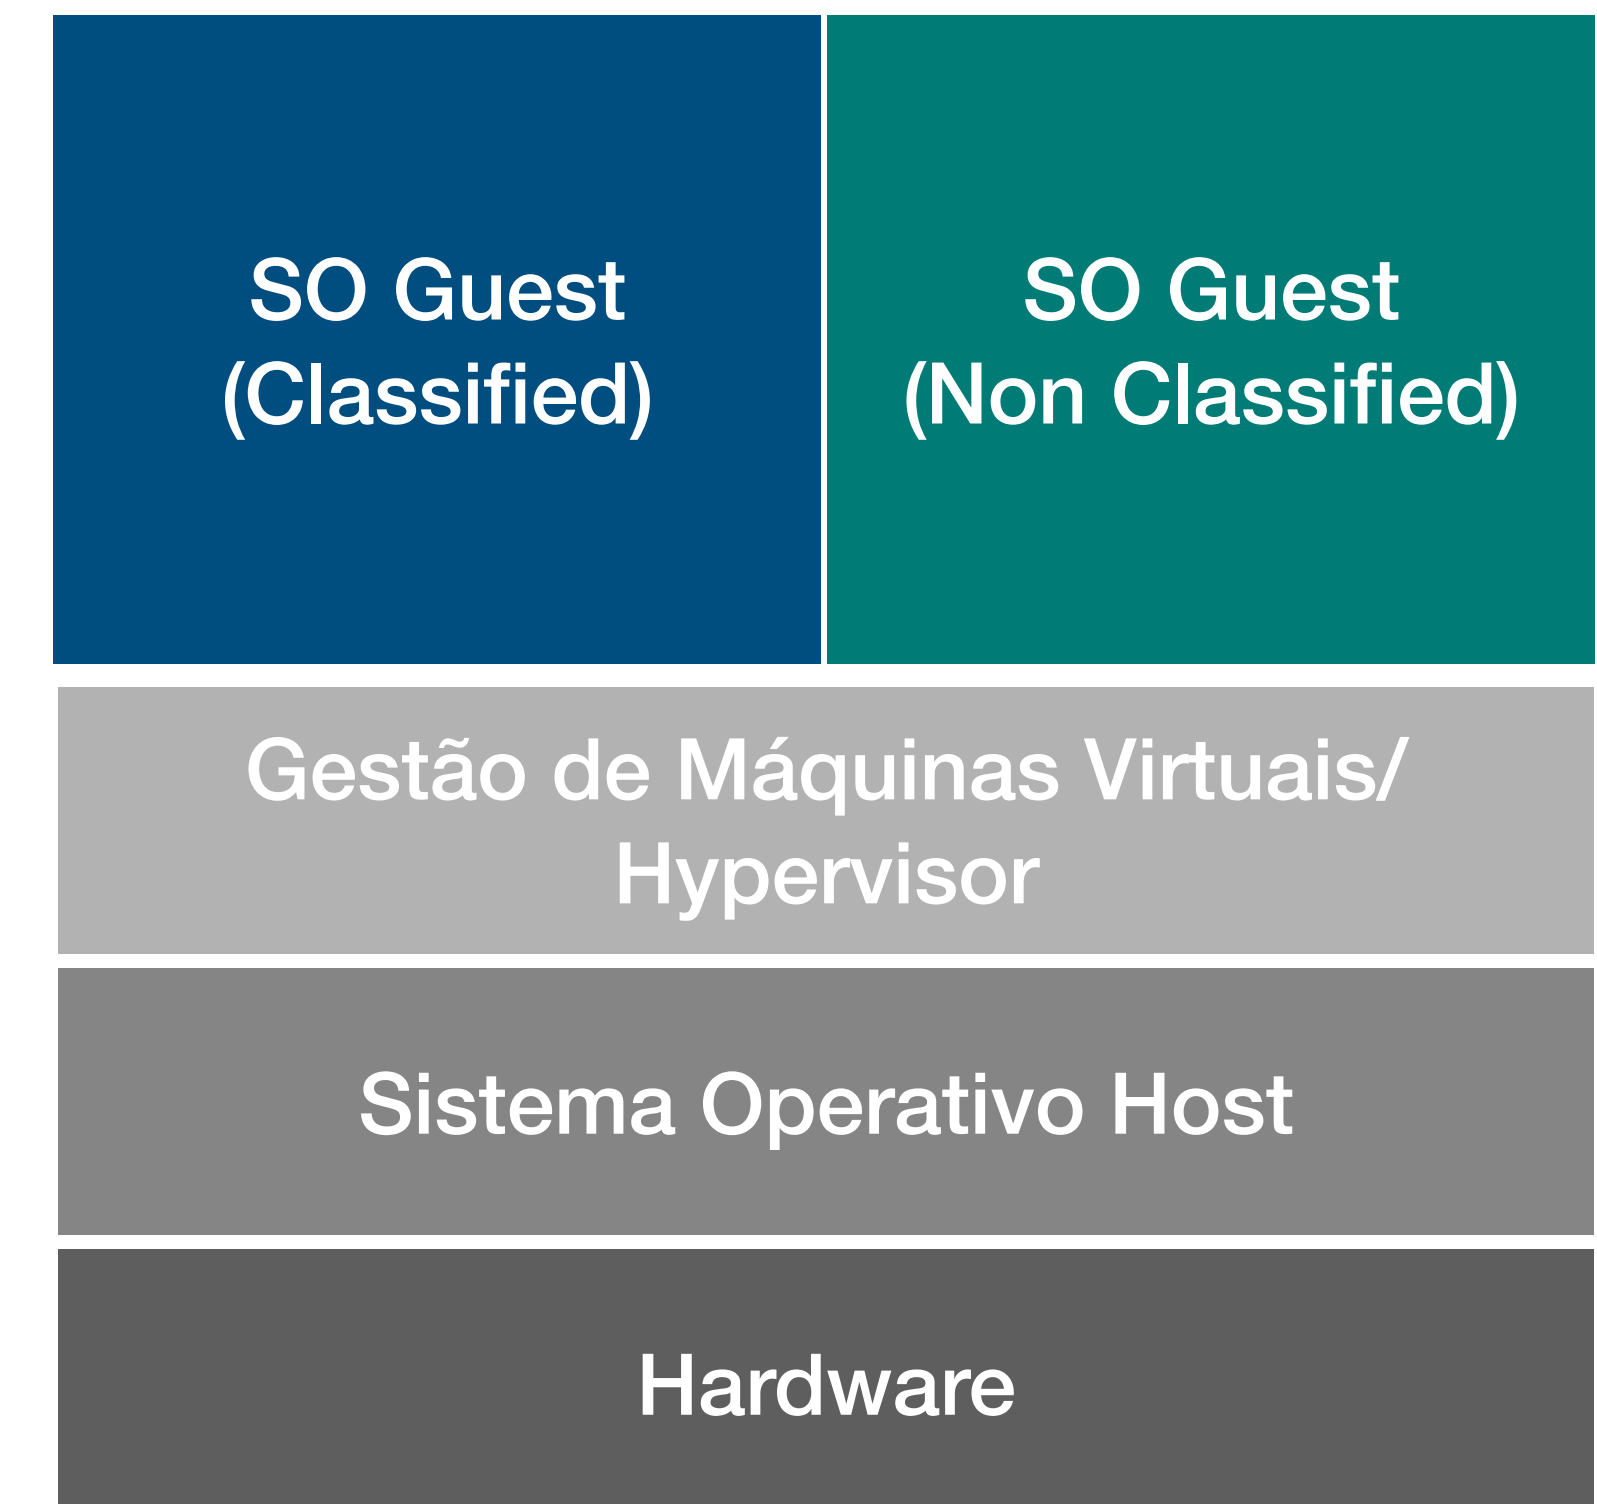 SO Guest
(Classified)
SO Guest
(Non Classified)
Gestão de Máquinas Virtuais/
Hypervisor
Sistema Operativo Host
Hardware